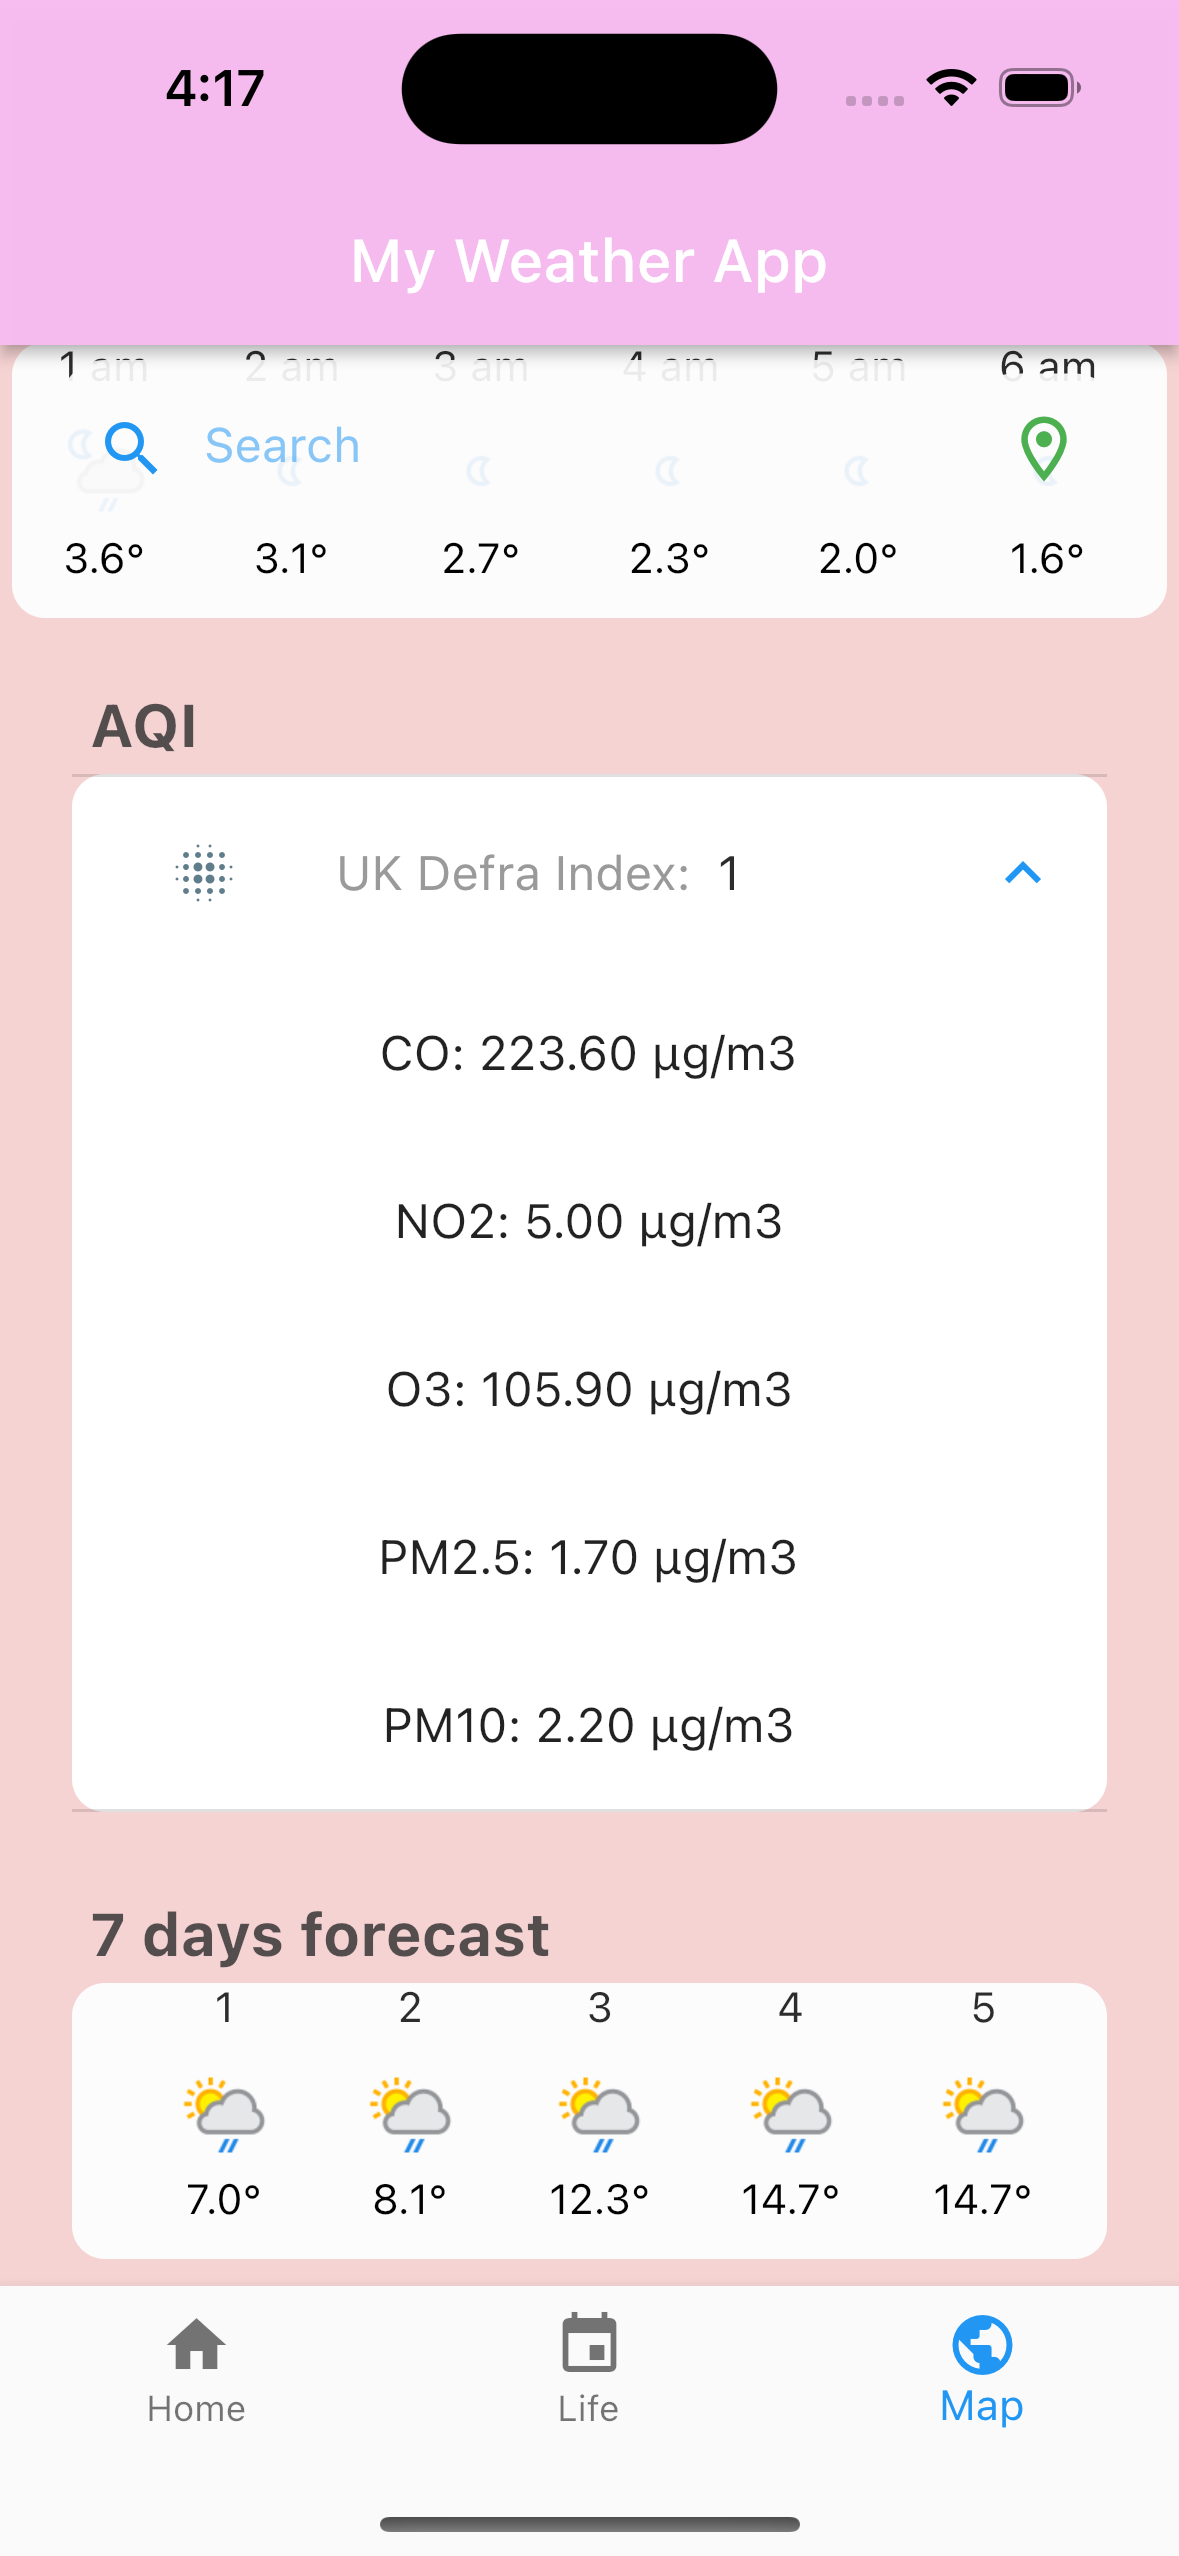 4:17
My Weather App
1 am 2 am 3 am 4 am 5 am 6 am
Search
3.6° 3.1° 2.7° 2.3° 2.0° 1.6°
AQI
UK Defra Index: 1
CO: 223.60 μg/m3
NO2: 5.00 μg/m3
O3: 105.90 μg/m3
PM2.5: 1.70 μg/m3
PM10: 2.20 μg/m3
7 days forecast
1 2 3 4 5
7.0° 8.1° 12.3° 14.7° 14.7°
Home Life Map